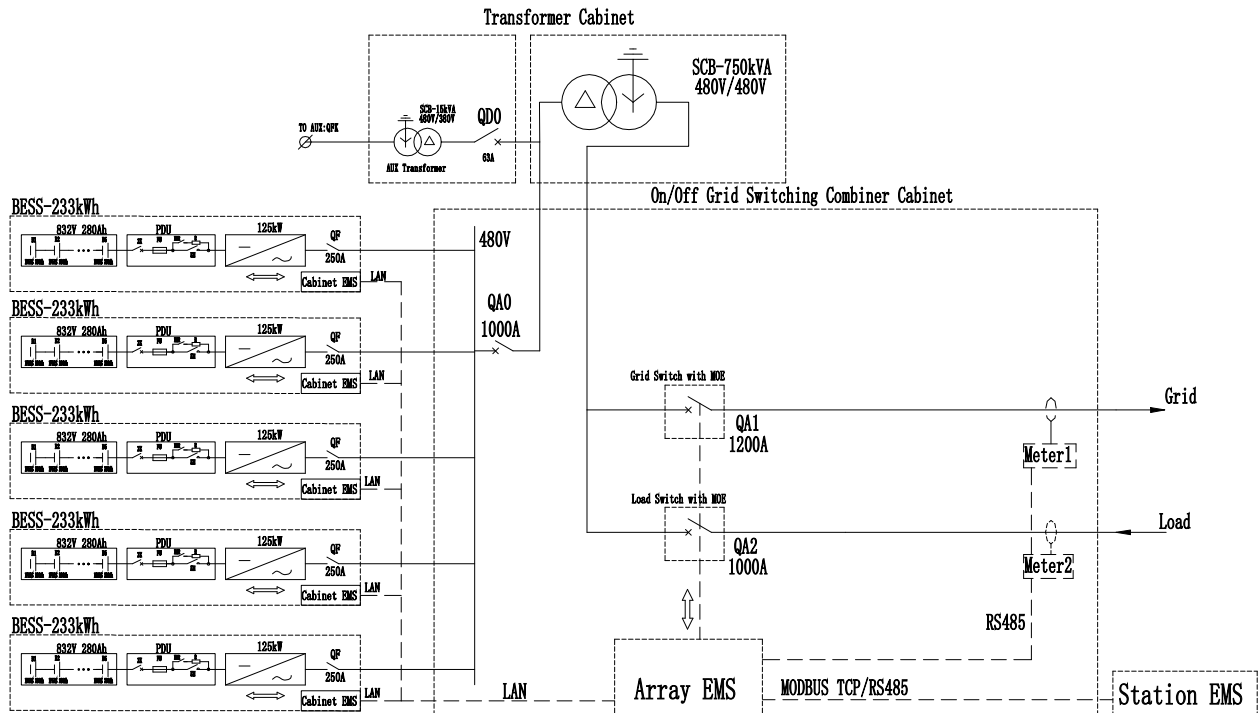 Transformer Cabinet
SCB-750kVA
480V/480V
SCB-15kVA
480V/380V
QD0
63A
TO AUX:QFK
AUX Transformer
On/Off Grid Switching Combiner Cabinet
BESS-233kWh
832V 280Ah
PDU
125kW
QF
250A
Cabinet EMS
LAN
480V
QA0
1000A
BESS-233kWh
832V 280Ah
PDU
125kW
QF
250A
Cabinet EMS
LAN
Grid Switch with MOE
QA1
1200A
Grid
Meter1
BESS-233kWh
832V 280Ah
PDU
125kW
QF
250A
Cabinet EMS
LAN
Load Switch with MOE
QA2
1000A
Load
Meter2
BESS-233kWh
832V 280Ah
PDU
125kW
QF
250A
Cabinet EMS
LAN
RS485
BESS-233kWh
832V 280Ah
PDU
125kW
QF
250A
Cabinet EMS
LAN
LAN
Array EMS
MODBUS TCP/RS485
Station EMS